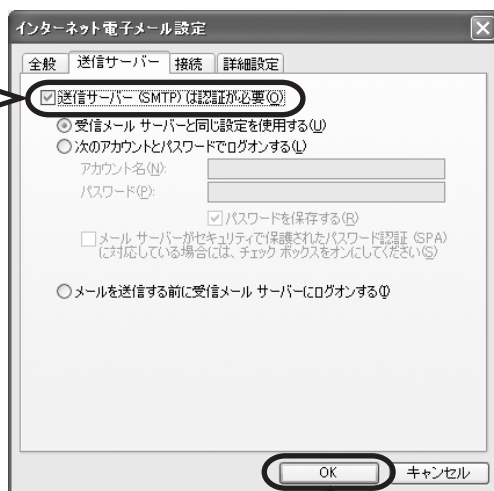 インターネット電子メール設定
全般 送信サーバー 接続 詳細設定
送信サーバー (SMTP) は認証が必要(O)
受信メール サーバーと同じ設定を使用する(U)
次のアカウントとパスワードでログオンする(L)
アカウント名(N):
パスワード(P):
パスワードを保存する(R)
メール サーバーがセキュリティで保護されたパスワード認証 (SPA)
に対応している場合には、チェック ボックスをオンにしてください(S)
メールを送信する前に受信メール サーバーにログオンする(I)
OK キャンセル